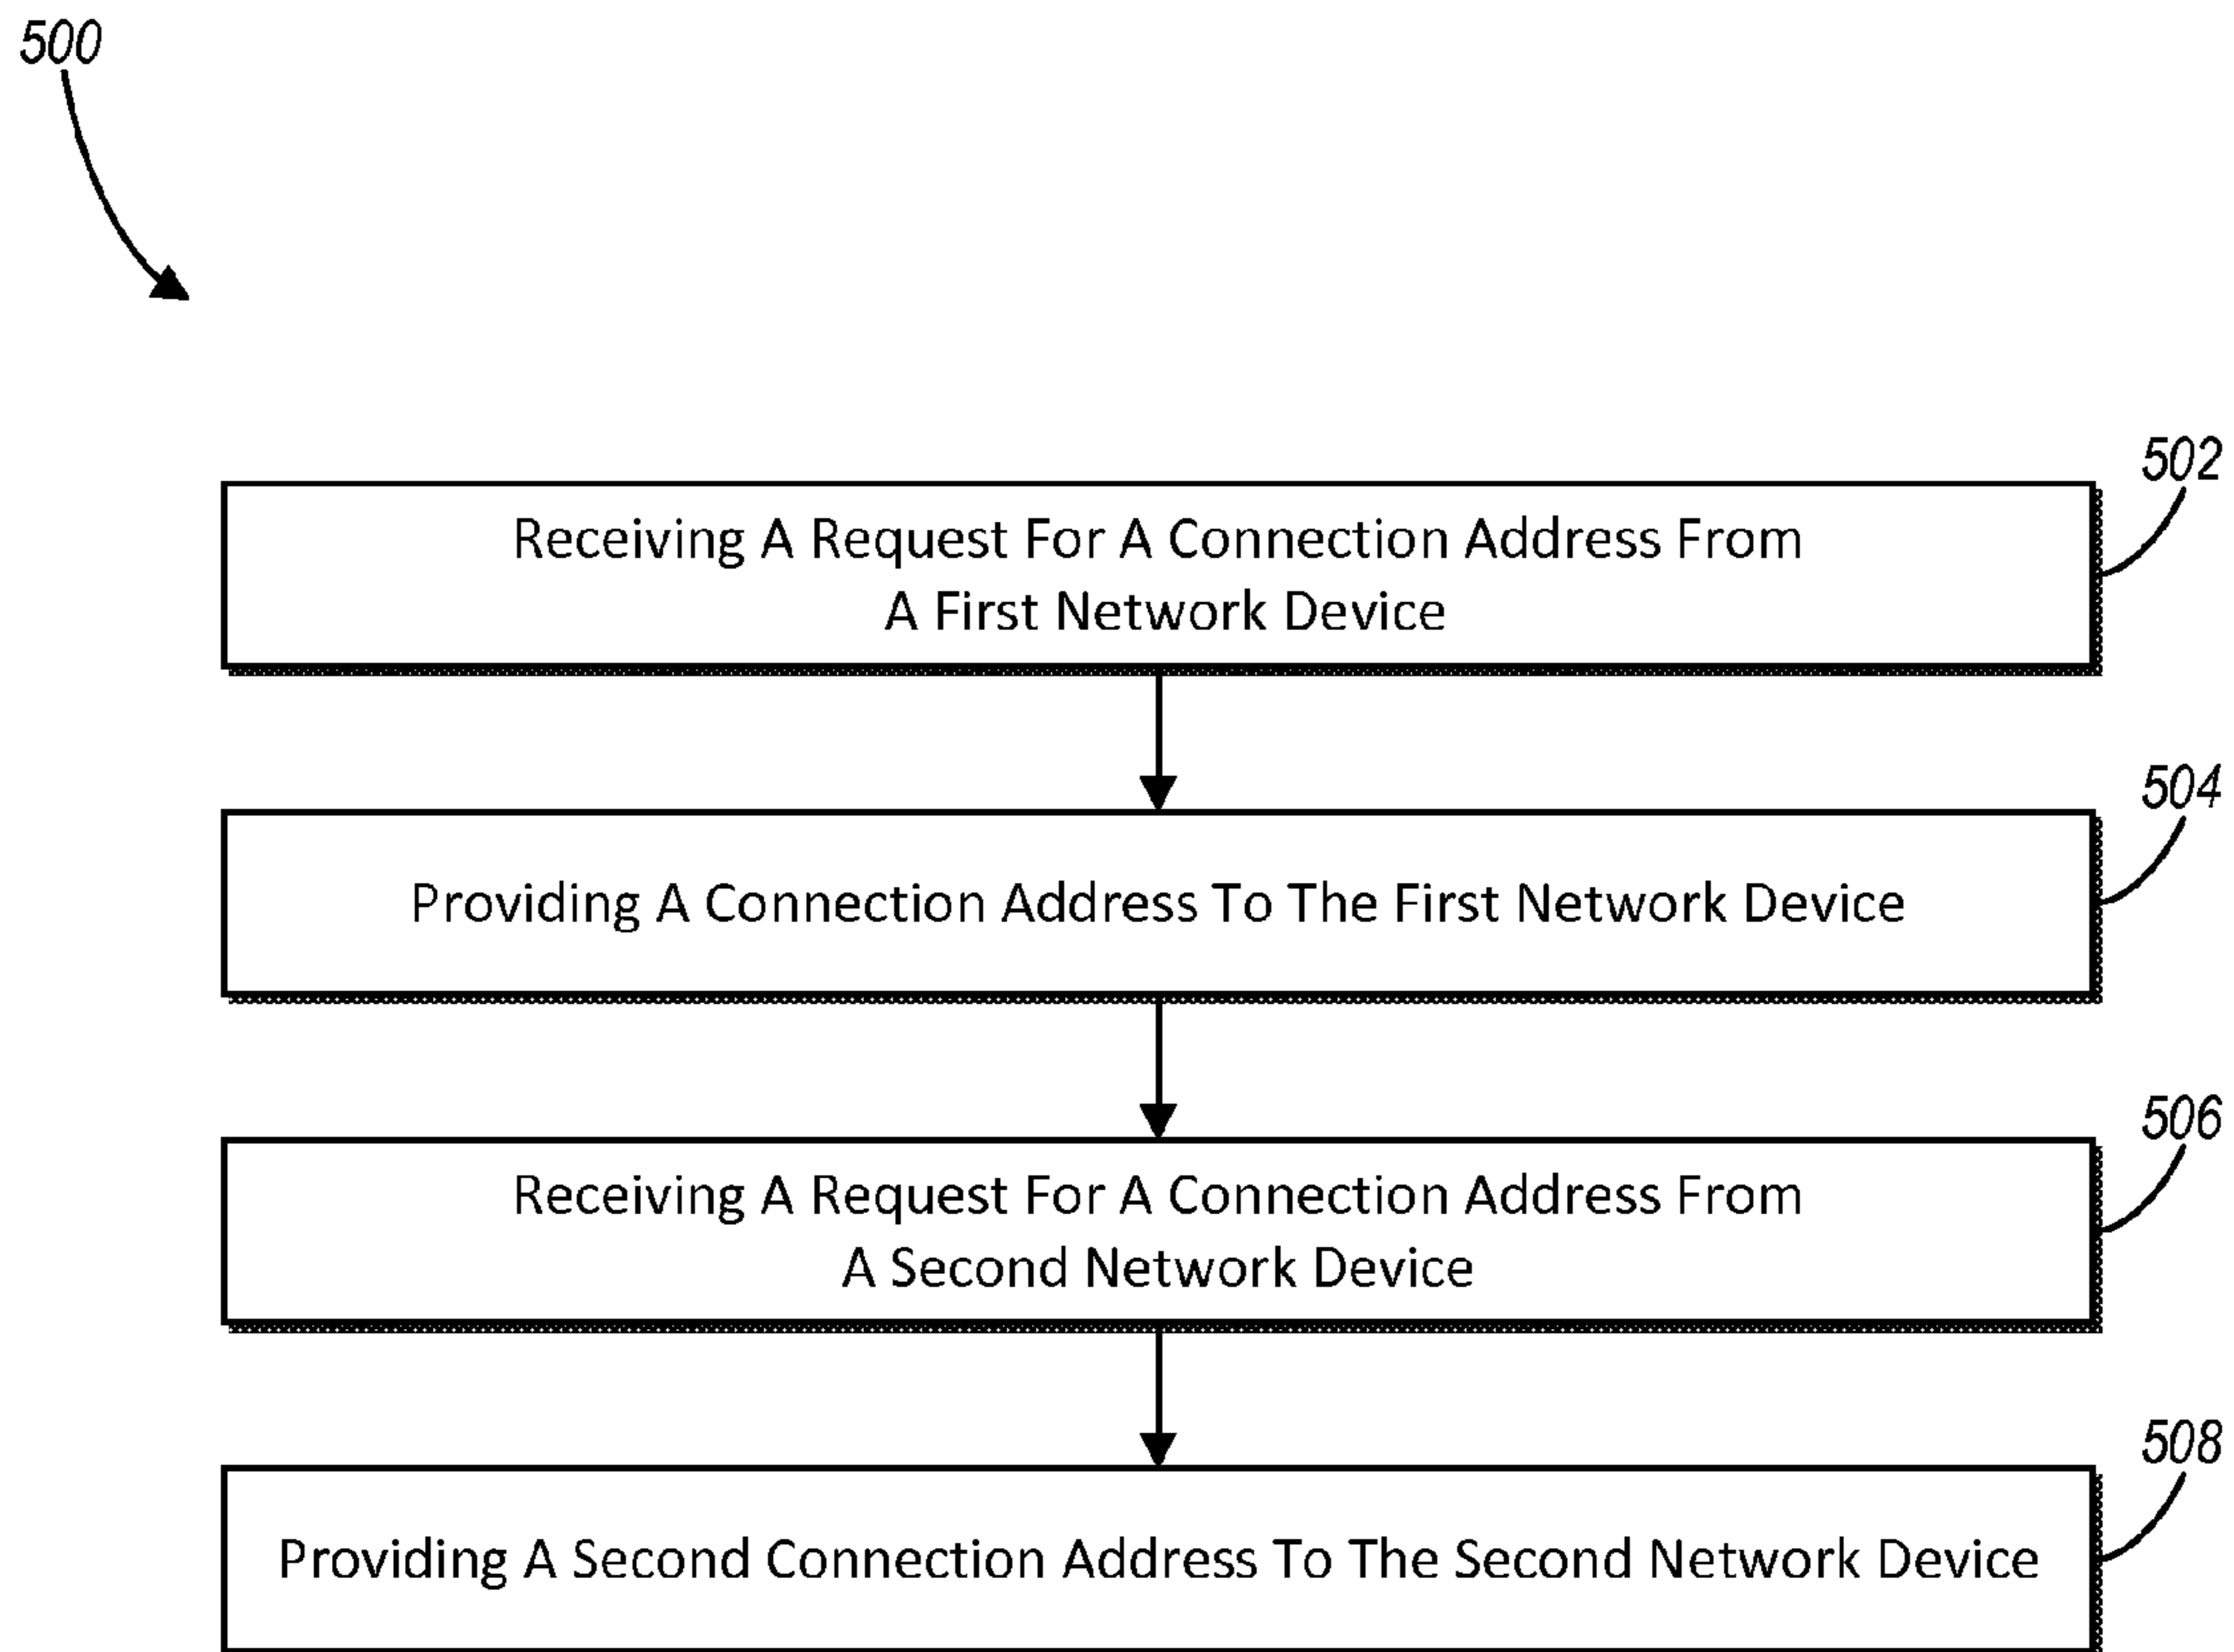 500
502
Receiving A Request For A Connection Address From
A First Network Device
504
Providing A Connection Address To The First Network Device
506
Receiving A Request For A Connection Address From
A Second Network Device
508
Providing A Second Connection Address To The Second Network Device